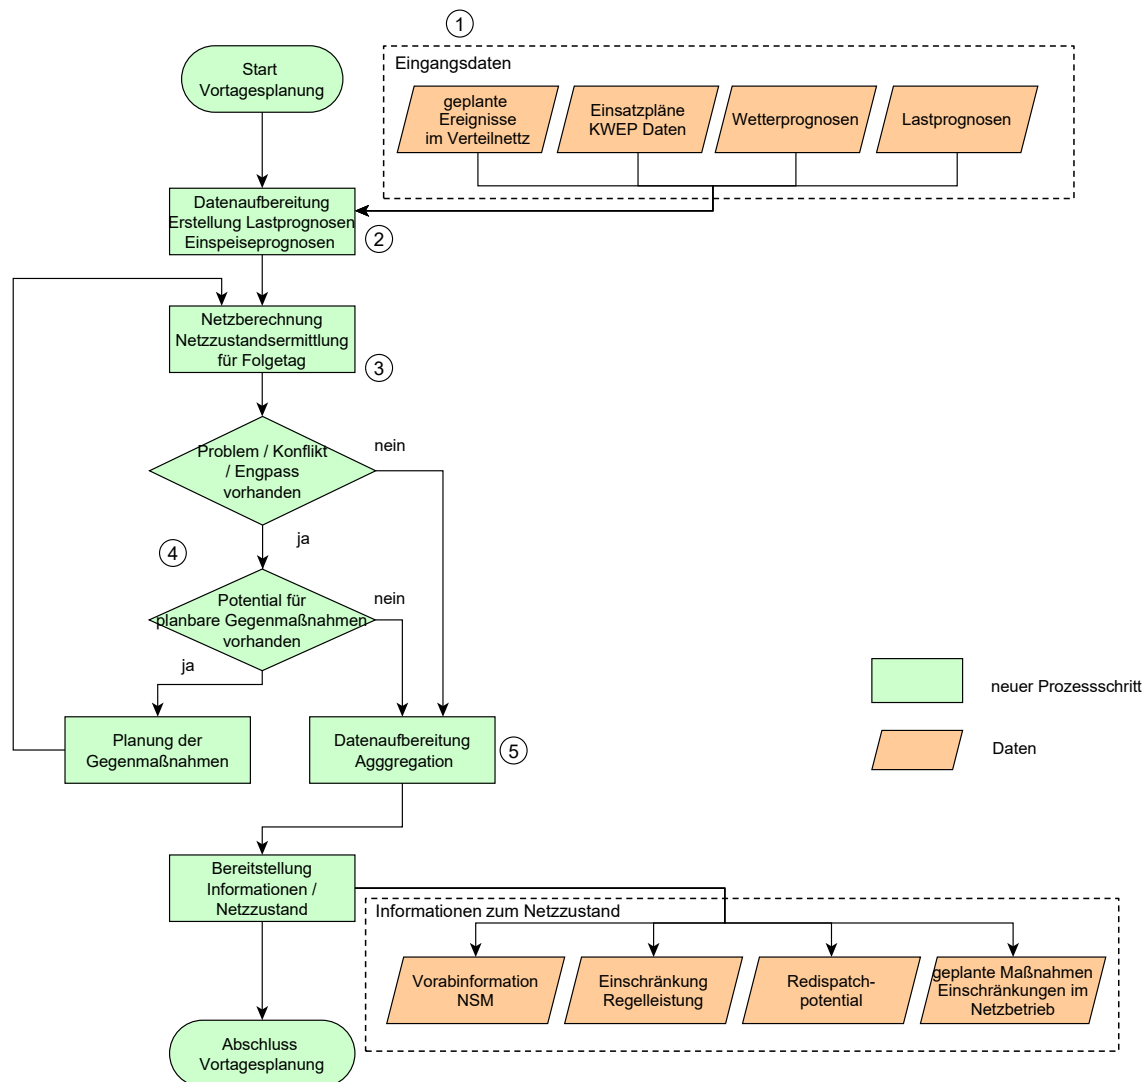 1
Start
Vortagesplanung
Eingangsdaten
geplante
Ereignisse
im Verteilnettz
Einsatzpläne
KWEP Daten
Wetterprognosen
Lastprognosen
Datenaufbereitung
Erstellung Lastprognosen
Einspeiseprognosen
2
Netzberechnung
Netzzustandsermittlung
für Folgetag
3
Problem / Konflikt
/ Engpass
vorhanden
nein
ja
4
Potential für
planbare Gegenmaßnahmen
vorhanden
nein
ja
Planung der
Gegenmaßnahmen
Datenaufbereitung
Agggregation
5
neuer Prozessschritt
Daten
Bereitstellung
Informationen /
Netzzustand
Informationen zum Netzzustand
Vorabinformation
NSM
Einschränkung
Regelleistung
Redispatch-
potential
geplante Maßnahmen
Einschränkungen im
Netzbetrieb
Abschluss
Vortagesplanung